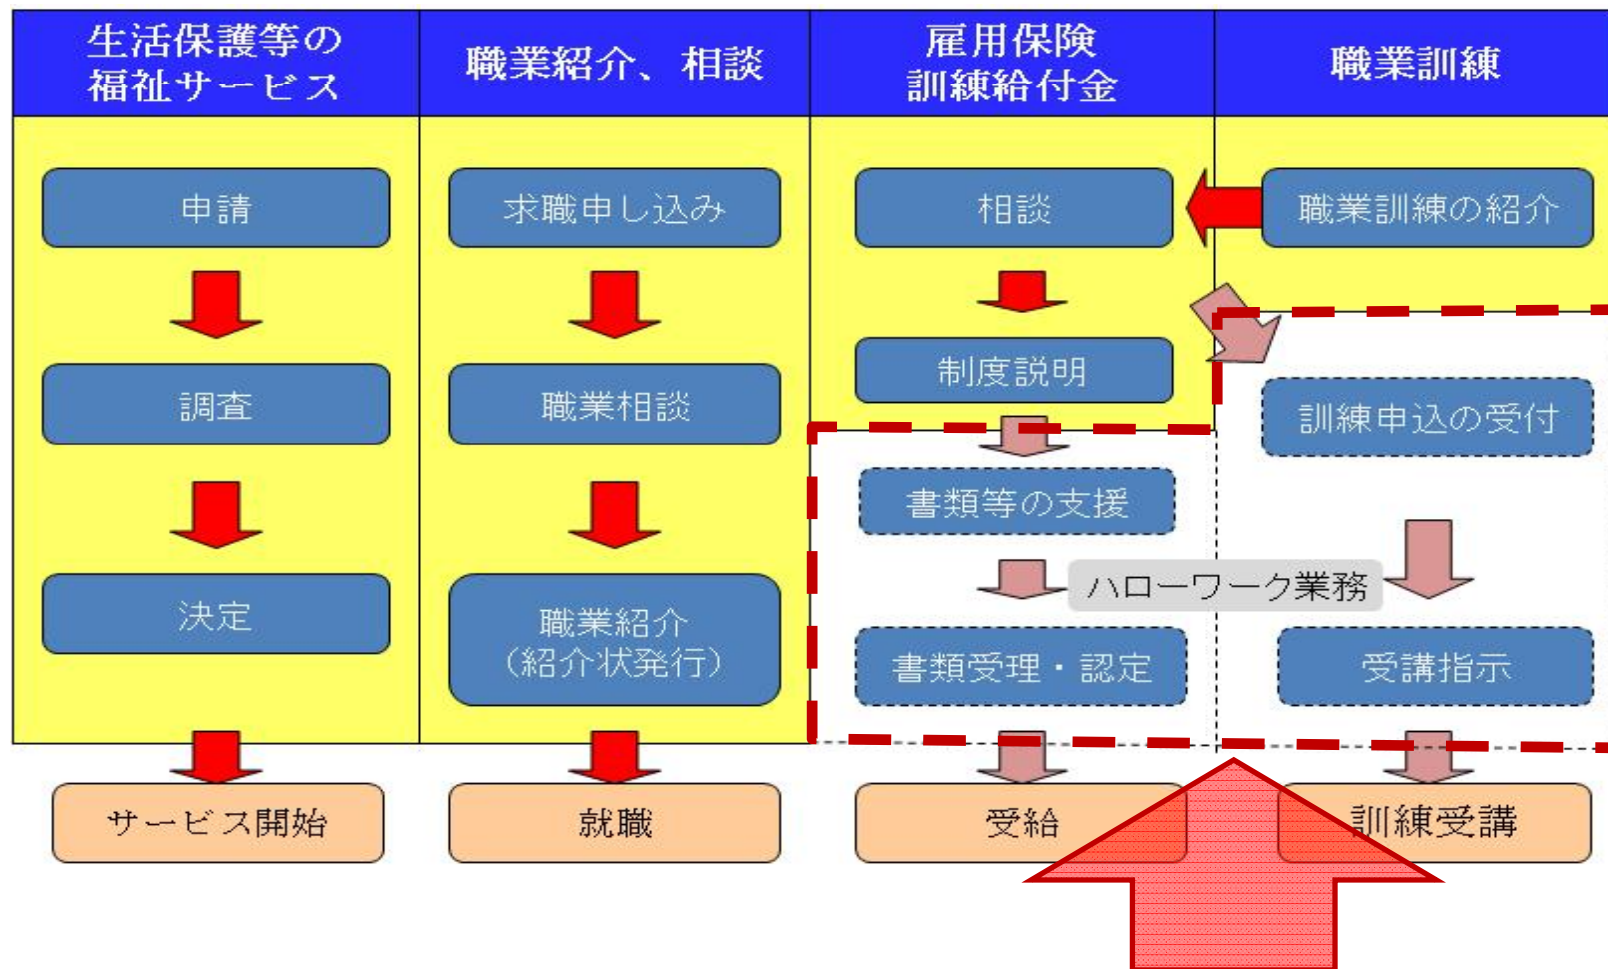 生活保護等の
福祉サービス
職業紹介、相談
雇用保険
訓練給付金
職業訓練
申請
求職申し込み
相談
職業訓練の紹介
調査
職業相談
制度説明
訓練申込の受付
書類等の支援
ハローワーク業務
決定
職業紹介
(紹介状発行)
書類受理・認定
受講指示
サービス開始
就職
受給
訓練受講